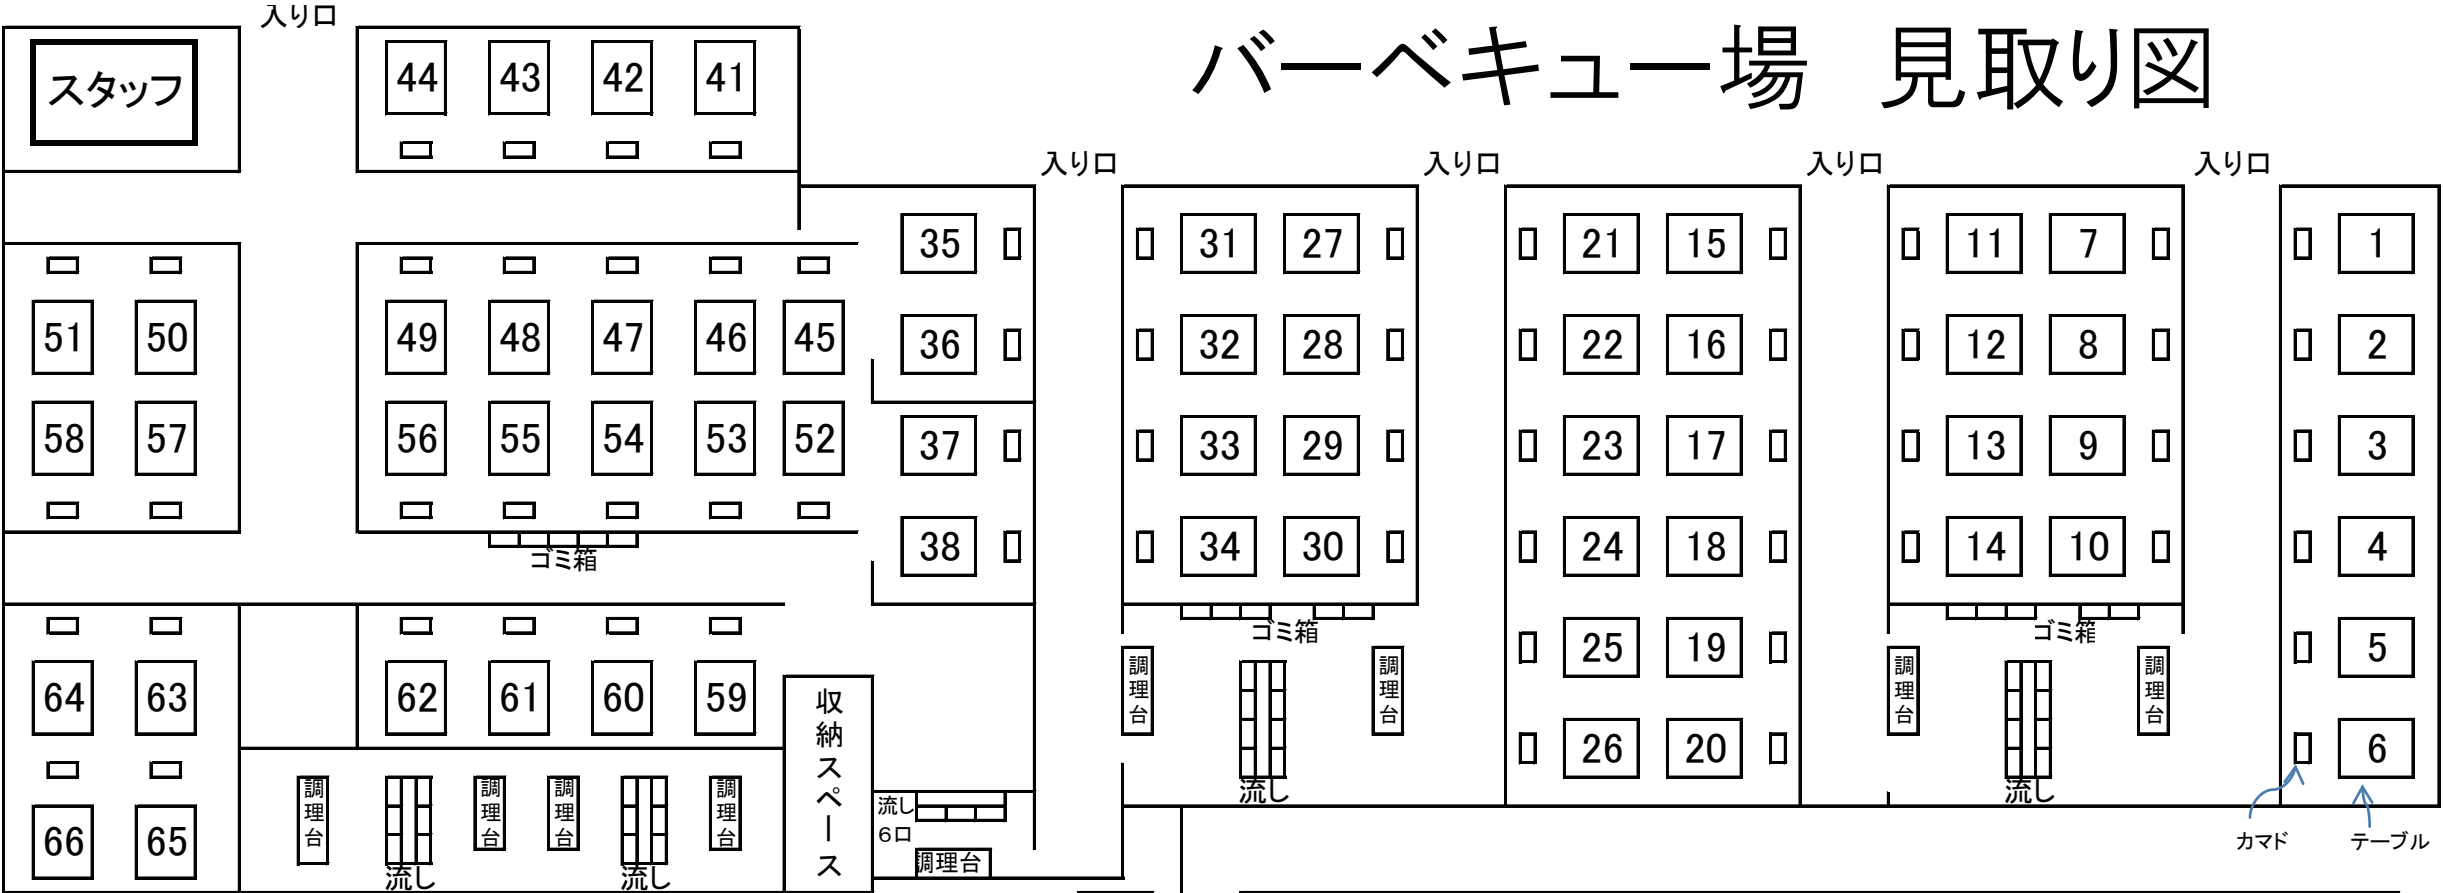 バーベキュー場 見取り図
入り口
スタッフ
44 43 42 41
入り口 入り口 入り口 入り口
35 31 27 21 15 11 7 1
51 50 49 48 47 46 45
36 32 28 22 16 12 8 2
58 57 56 55 54 53 52
37 33 29 23 17 13 9 3
38 34 30 24 18 14 10 4
ゴミ箱
ゴミ箱 ゴミ箱
25 19 5
64 63 62 61 60 59
調理台 調理台 調理台 調理台
収納スペース
26 20 6
流し 流し
調理台 調理台 調理台 調理台
流し
6口
カマド テーブル
66 65
調理台
流し 流し